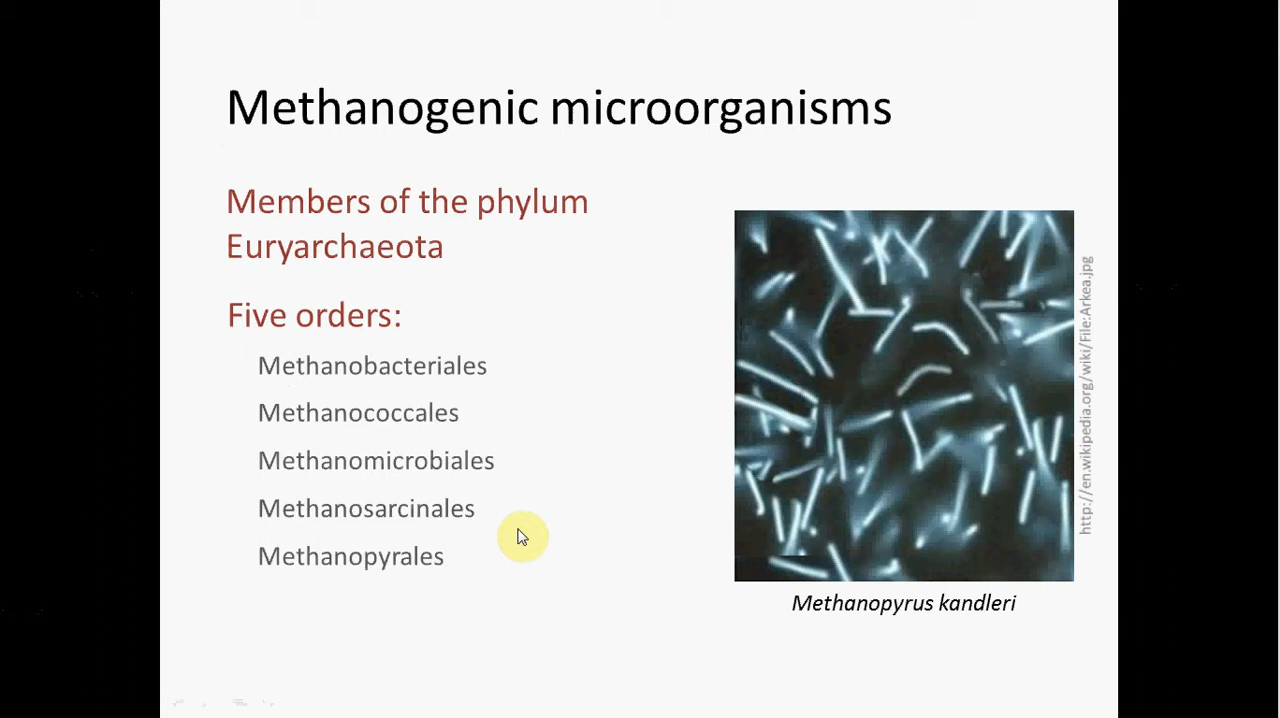 Methanogenic microorganisms
Members of the phylum
Euryarchaeota
Five orders:
Methanobacteriales
Methanococcales
Methanomicrobiales
Methanosarcinales
Methanopyrales
http://en.wikipedia.org/wiki/File:Arkea.jpg
Methanopyrus kandleri